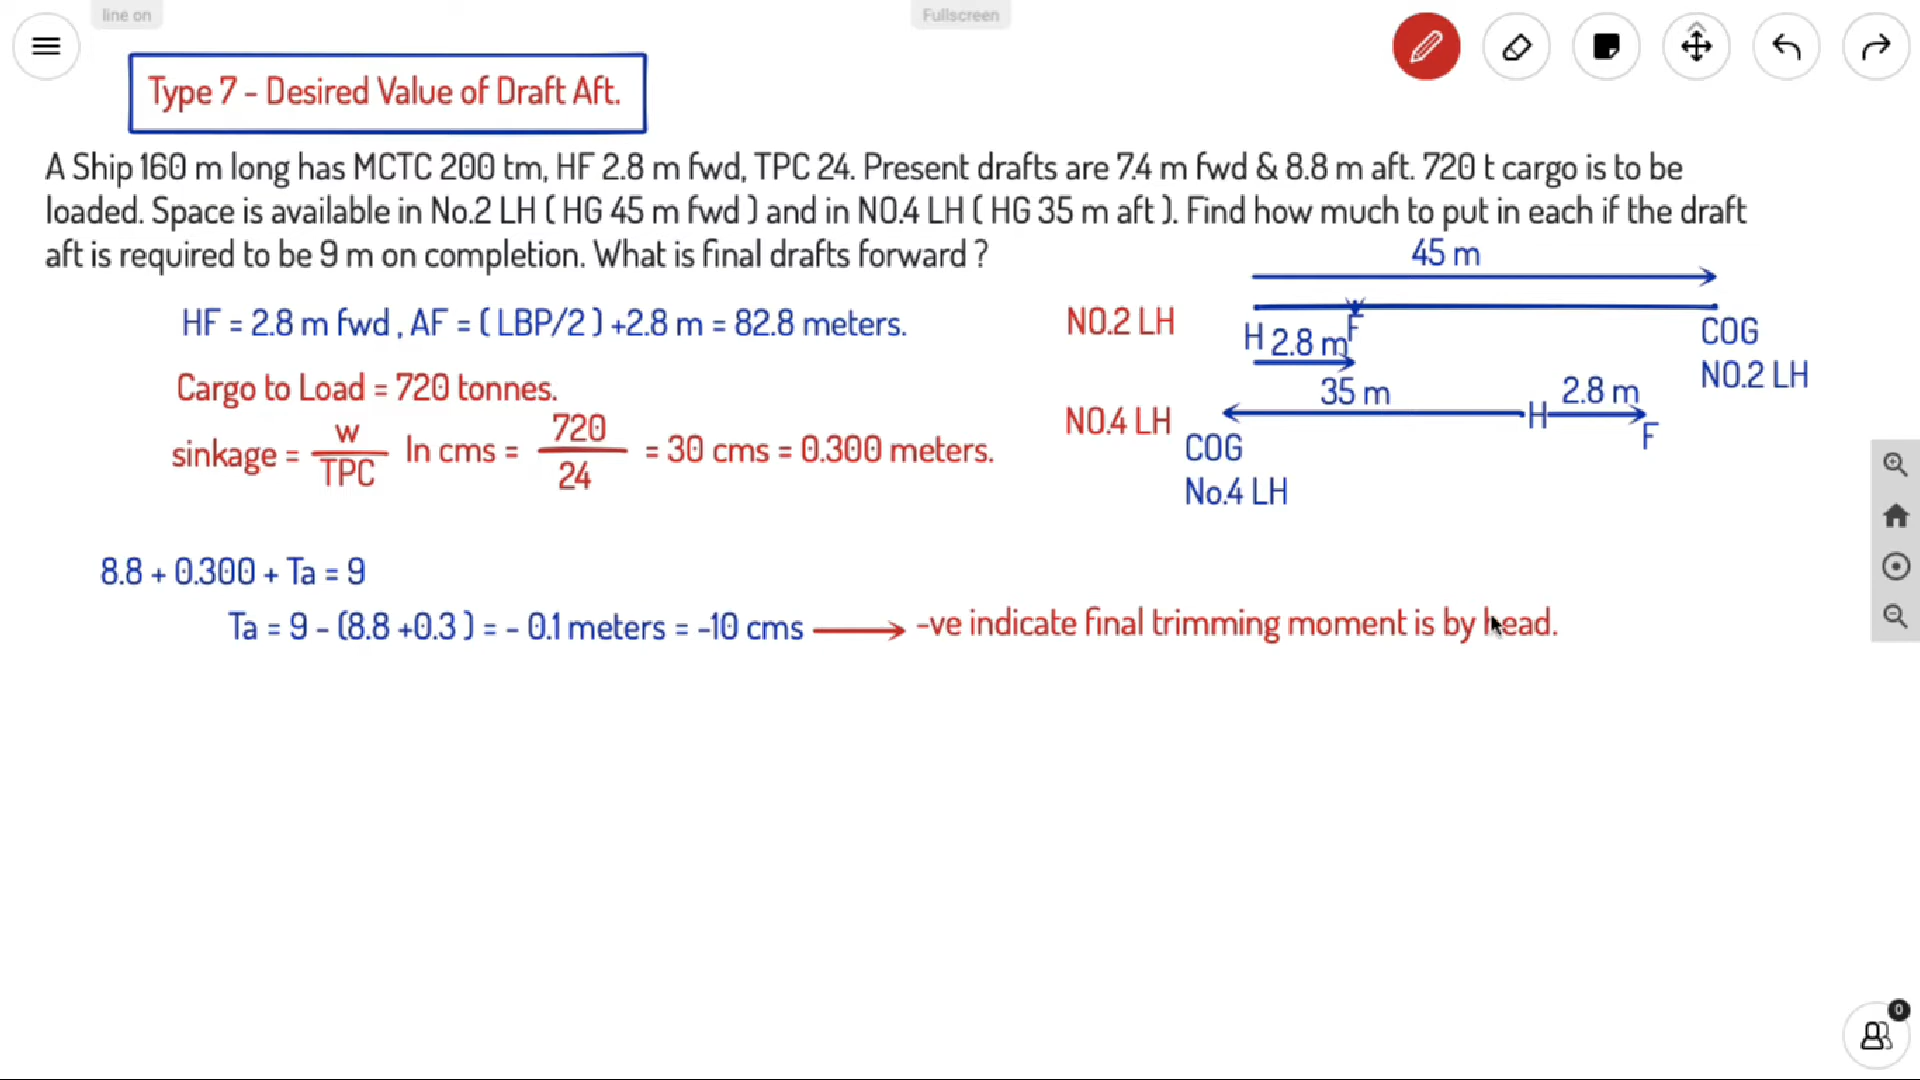 line on
Fullscreen
Type 7 - Desired Value of Draft Aft.
A Ship 160 m long has MCTC 200 tm, HF 2.8 m fwd, TPC 24. Present drafts are 7.4 m fwd & 8.8 m aft. 720 t cargo is to be
loaded. Space is available in No.2 LH ( HG 45 m fwd ) and in NO.4 LH ( HG 35 m aft ). Find how much to put in each if the draft
aft is required to be 9 m on completion. What is final drafts forward ?
45 m
HF = 2.8 m fwd , AF = ( LBP/2 ) +2.8 m = 82.8 meters.
NO.2 LH
H 2.8 m F
COG
NO.2 LH
Cargo to Load = 720 tonnes.
35 m
2.8 m
NO.4 LH
H
F
COG
No.4 LH
sinkage = w / TPC In cms = 720 / 24 = 30 cms = 0.300 meters.
8.8 + 0.300 + Ta = 9
Ta = 9 - (8.8 +0.3 ) = - 0.1 meters = -10 cms → -ve indicate final trimming moment is by head.
0